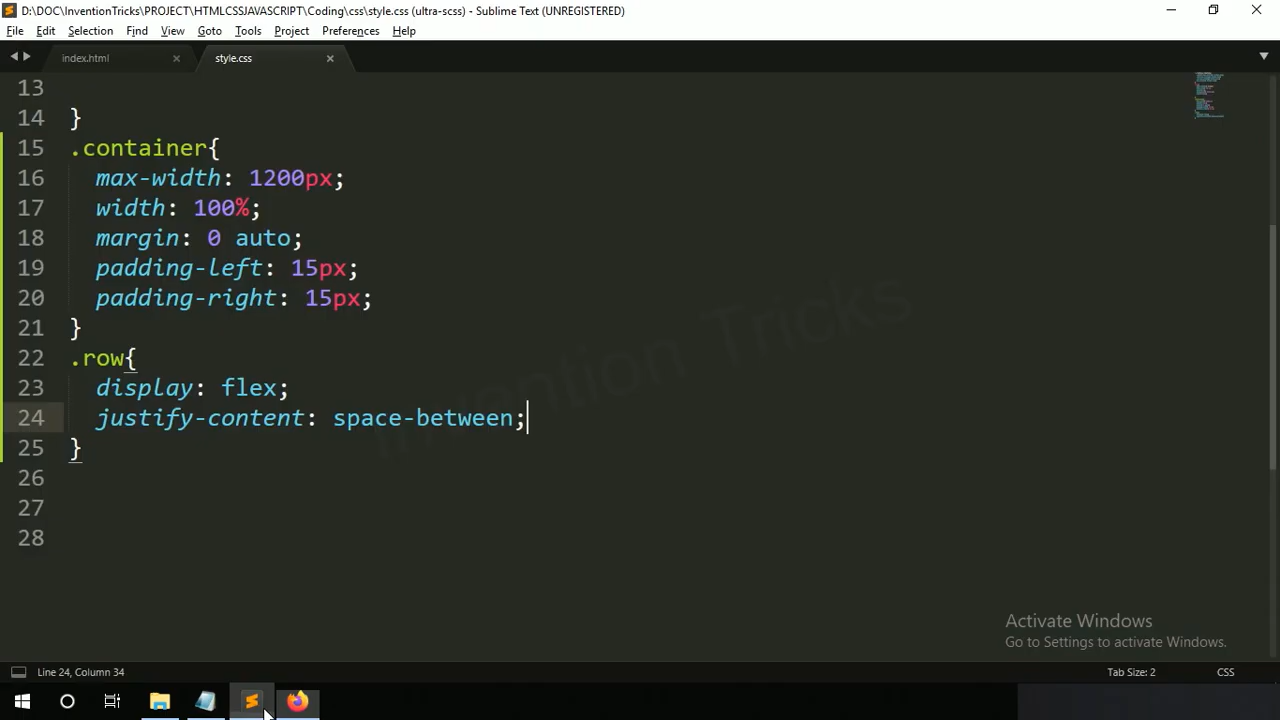 D:\DOC\InventionTricks\PROJECT\HTMLCSSJAVASCRIPT\Coding\css\style.css (ultra-scss) - Sublime Text (UNREGISTERED)
File Edit Selection Find View Goto Tools Project Preferences Help
index.html style.css
13
14 }
15 .container{
16 max-width: 1200px;
17 width: 100%;
18 margin: 0 auto;
19 padding-left: 15px;
20 padding-right: 15px;
21 }
22 .row{
23 display: flex;
24 justify-content: space-between;
25 }
26
27
28
Invention Tricks
Activate Windows
Go to Settings to activate Windows.
Line 24, Column 34 Tab Size: 2 CSS